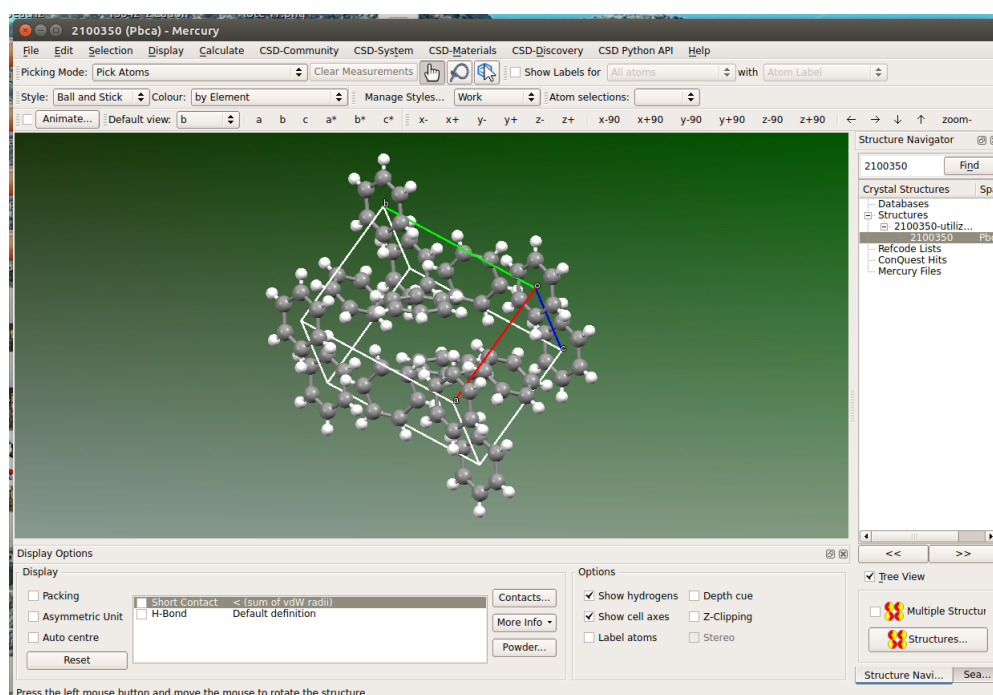 2100350 (Pbca) - Mercury
File Edit Selection Display Calculate CSD-Community CSD-System CSD-Materials CSD-Discovery CSD Python API Help
Picking Mode: Pick Atoms Clear Measurements Show Labels for All atoms with Atom Label
Style: Ball and Stick Colour: by Element Manage Styles... Work Atom selections:
Animate... Default view: b a b c a* b* c* x- x+ y- y+ z- z+ x-90 x+90 y-90 y+90 z-90 z+90 ← → ↓ ↑ zoom-
Structure Navigator
2100350 Find
Crystal Structures
Databases
Structures
2100350-utiliz...
2100350
Refcode Lists
ConQuest Hits
Mercury Files
b
o
c
a
<< >>
Tree View
Multiple Structur
Structures...
Structure Navi... Sea...
Display Options
Display
Packing
Asymmetric Unit
Auto centre
Reset
Short Contact < (sum of vdW radii)
H-Bond Default definition
Contacts...
More Info
Powder...
Options
Show hydrogens Depth cue
Show cell axes Z-Clipping
Label atoms Stereo
Press the left mouse button and move the mouse to rotate the structure